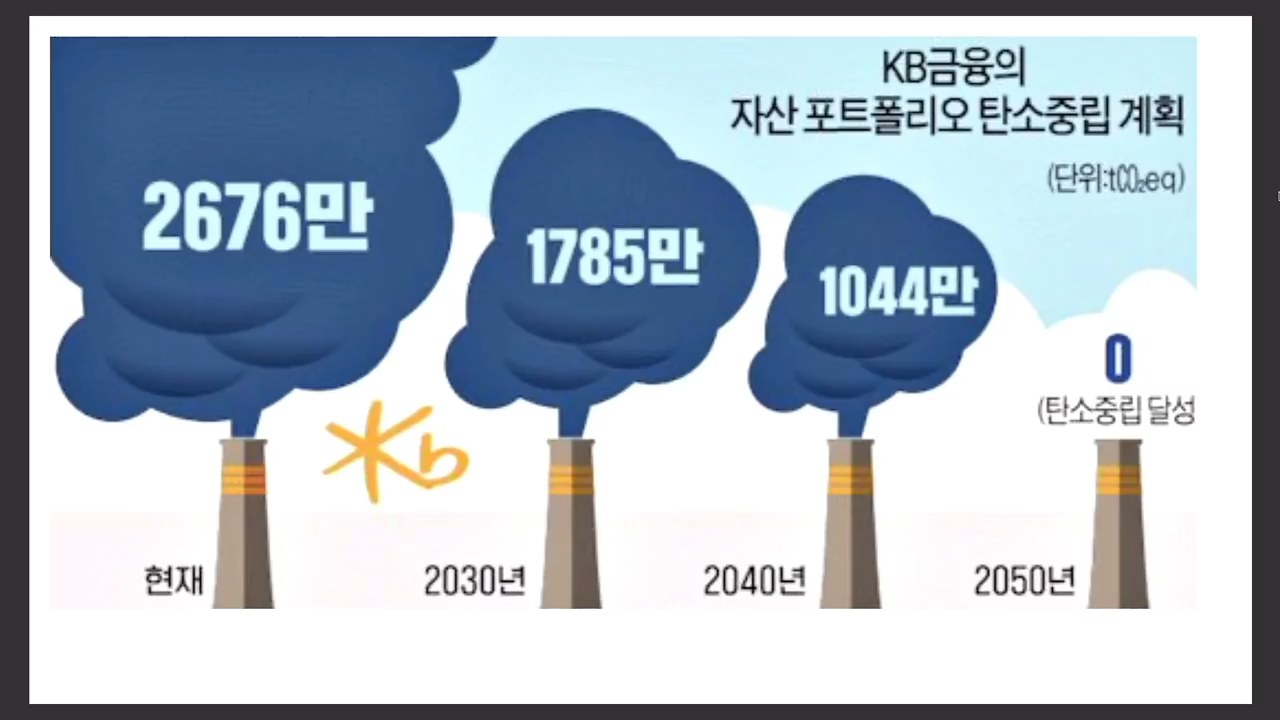 KB금융의
자산 포트폴리오 탄소중립 계획
(단위:tCO₂eq)
2676만
1785만
1044만
0
(탄소중립 달성
Kb
현재
2030년
2040년
2050년